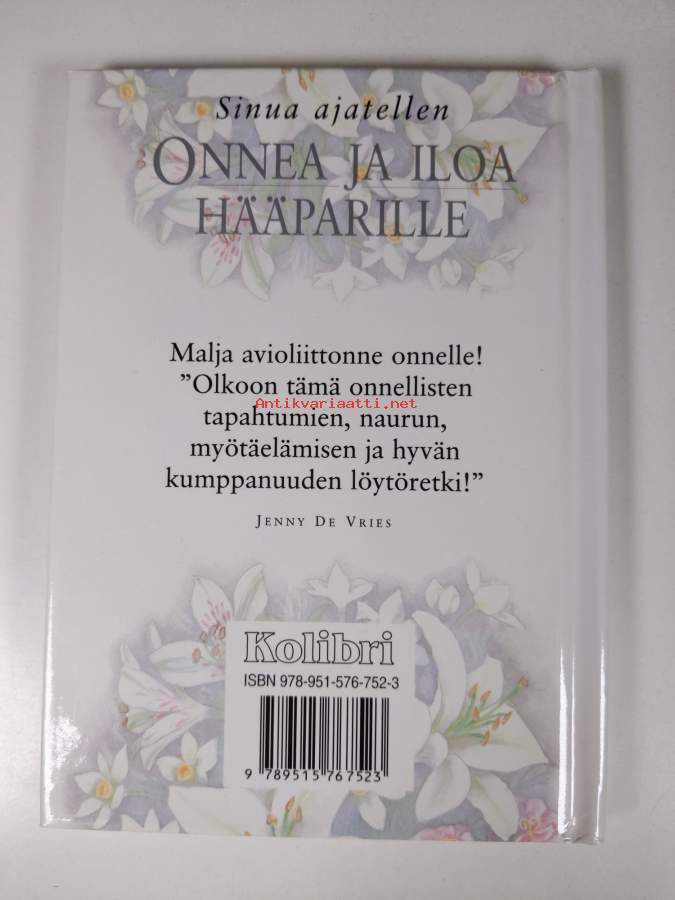 Sinua ajatellen
ONNEA JA ILOA
HÄÄPARILLE
Malja avioliittonne onnelle!
”Olkoon tämä onnellisten
Antikvariaatti.net
tapahtumien, naurun,
myötäelämisen ja hyvän
kumppanuuden löytöretki!”
JENNY DE VRIES
Kolibri
ISBN 978-951-576-752-3
9 789515 767523